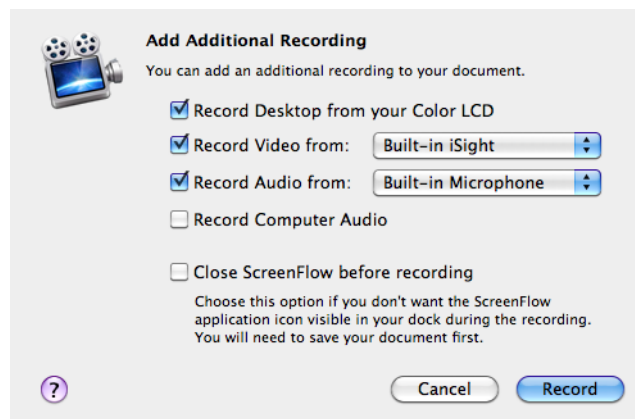 Add Additional Recording
You can add an additional recording to your document.
Record Desktop from your Color LCD
Record Video from: Built-in iSight
Record Audio from: Built-in Microphone
Record Computer Audio
Close ScreenFlow before recording
Choose this option if you don't want the ScreenFlow
application icon visible in your dock during the recording.
You will need to save your document first.
? Cancel Record